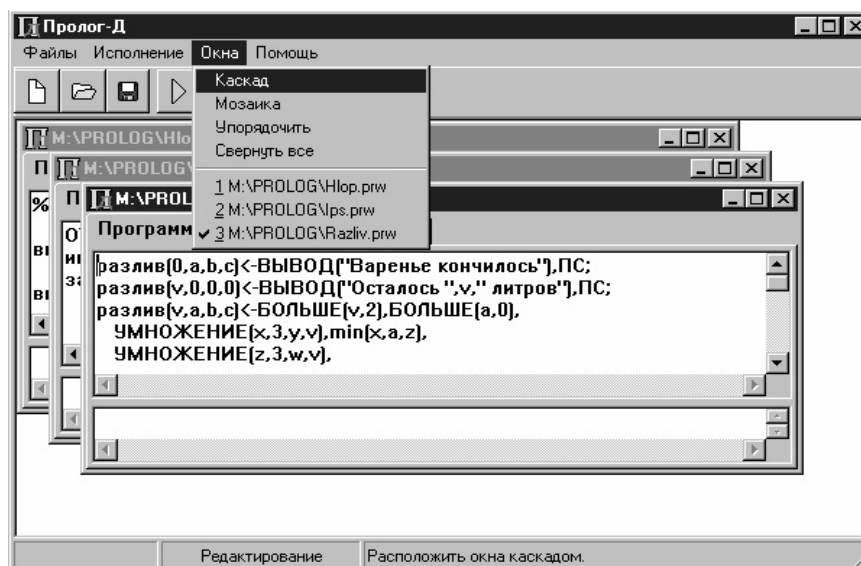 Пролог-Д
Файлы Исполнение Окна Помощь
Каскад
Мозаика
Упорядочить
Свернуть все
1 M:\PROLOG\Hlop.prw
2 M:\PROLOG\Ips.prw
✓ 3 M:\PROLOG\Razliv.prw
M:\PROLOG\Hlo
M:\PROLOG\
M:\PROL
Программ
разлив(0,a,b,c)<-ВЫВОД("Варенье кончилось"),ПС;
разлив(v,0,0,0)<-ВЫВОД("Осталось ",v," литров"),ПС;
разлив(v,a,b,c)<-БОЛЬШЕ(v,2),БОЛЬШЕ(a,0),
УМНОЖЕНИЕ(x,3,y,v),min(x,a,z),
УМНОЖЕНИЕ(z,3,w,v),
Редактирование
Расположить окна каскадом.